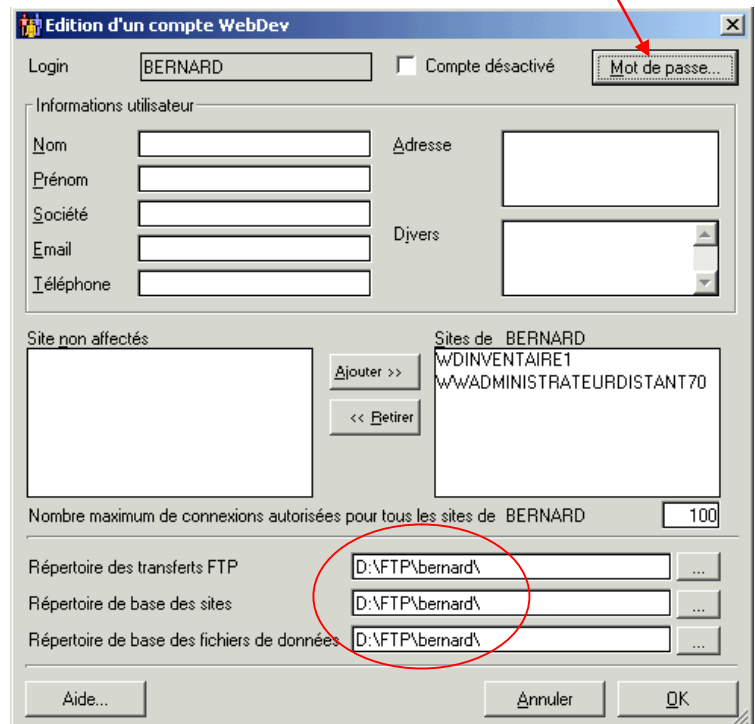 Edition d'un compte WebDev
Login BERNARD Compte désactivé Mot de passe...
Informations utilisateur
Nom Adresse
Prénom
Société
Email Divers
Téléphone
Site non affectés Sites de BERNARD
WDINVENTAIRE1
Ajouter >> WWADMINISTRATEURDISTANT70
<< Retirer
Nombre maximum de connexions autorisées pour tous les sites de BERNARD 100
Répertoire des transferts FTP D:\FTP\bernard\ ...
Répertoire de base des sites D:\FTP\bernard\ ...
Répertoire de base des fichiers de données D:\FTP\bernard\ ...
Aide... Annuler OK